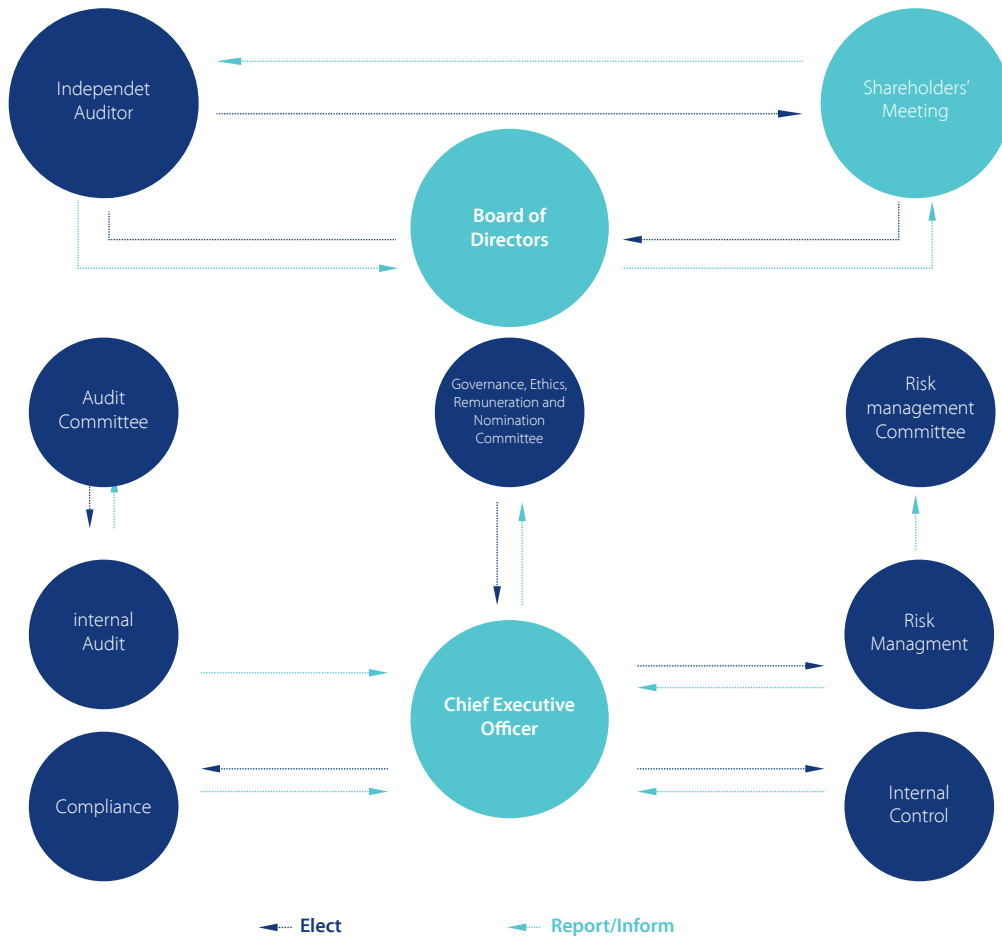 Independet
Auditor
Shareholders’
Meeting
Board of
Directors
Audit
Committee
Governance, Ethics,
Remuneration and
Nomination
Committee
Risk
management
Committee
internal
Audit
Risk
Managment
Chief Executive
Officer
Compliance
Internal
Control
Elect
Report/Inform